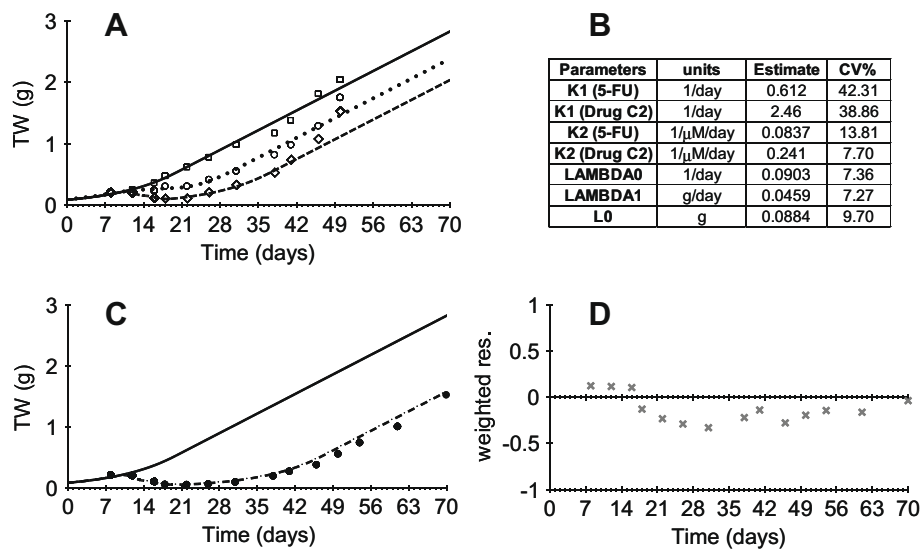 A
3
2
1
0
TW (g)
0 7 14 21 28 35 42 49 56 63 70
Time (days)
B
Parameters units Estimate CV%
K1 (5-FU) 1/day 0.612 42.31
K1 (Drug C2) 1/day 2.46 38.86
K2 (5-FU) 1/μM/day 0.0837 13.81
K2 (Drug C2) 1/μM/day 0.241 7.70
LAMBDA0 1/day 0.0903 7.36
LAMBDA1 g/day 0.0459 7.27
L0 g 0.0884 9.70
C
3
2
1
0
TW (g)
0 7 14 21 28 35 42 49 56 63 70
Time (days)
D
1
0.5
0
-0.5
-1
weighted res.
0 7 14 21 28 35 42 49 56 63 70
Time (days)